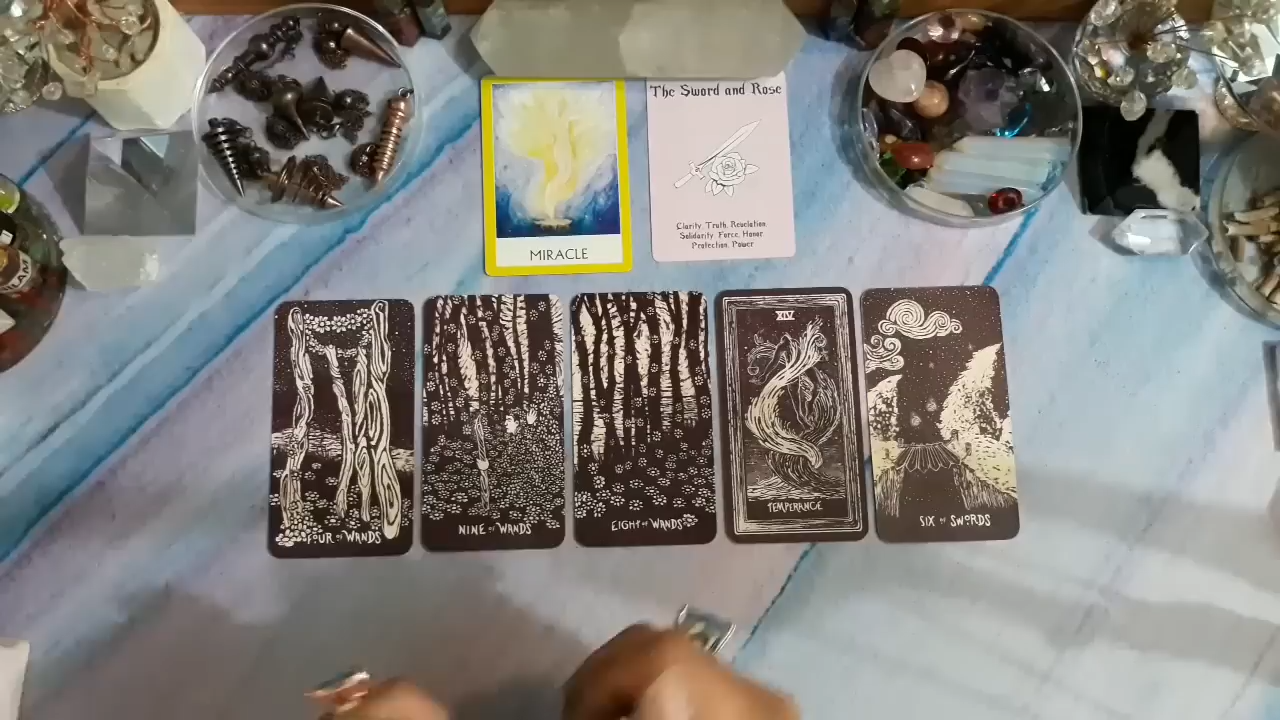 MIRACLE
The Sword and Rose
Clarity, Truth, Revelation,
Solidarity, Force, Honor
Protection, Power
FOUR OF WANDS
NINE OF WANDS
EIGHT OF WANDS
XIV
TEMPERANCE
SIX OF SWORDS